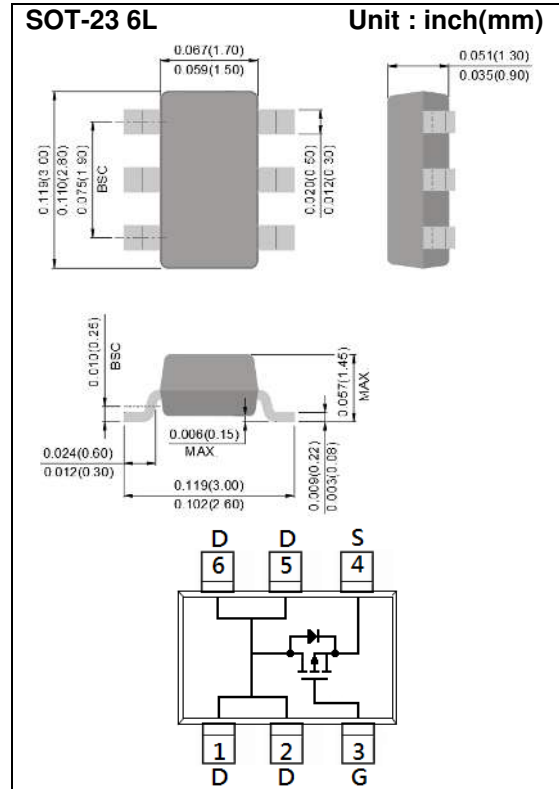 SOT-23 6L Unit : inch(mm)
0.067(1.70)
0.059(1.50)
0.051(1.30)
0.035(0.90)
0.119(3.00)
0.110(2.80)
0.075(1.90)
BSC
0.020(0.50)
0.012(0.30)
0.010(0.25)
BSC
0.057(1.45)
MAX.
0.006(0.15)
MAX.
0.024(0.60)
0.012(0.30)
0.119(3.00)
0.102(2.60)
0.009(0.22)
0.003(0.08)
D D S
6 5 4
1 2 3
D D G